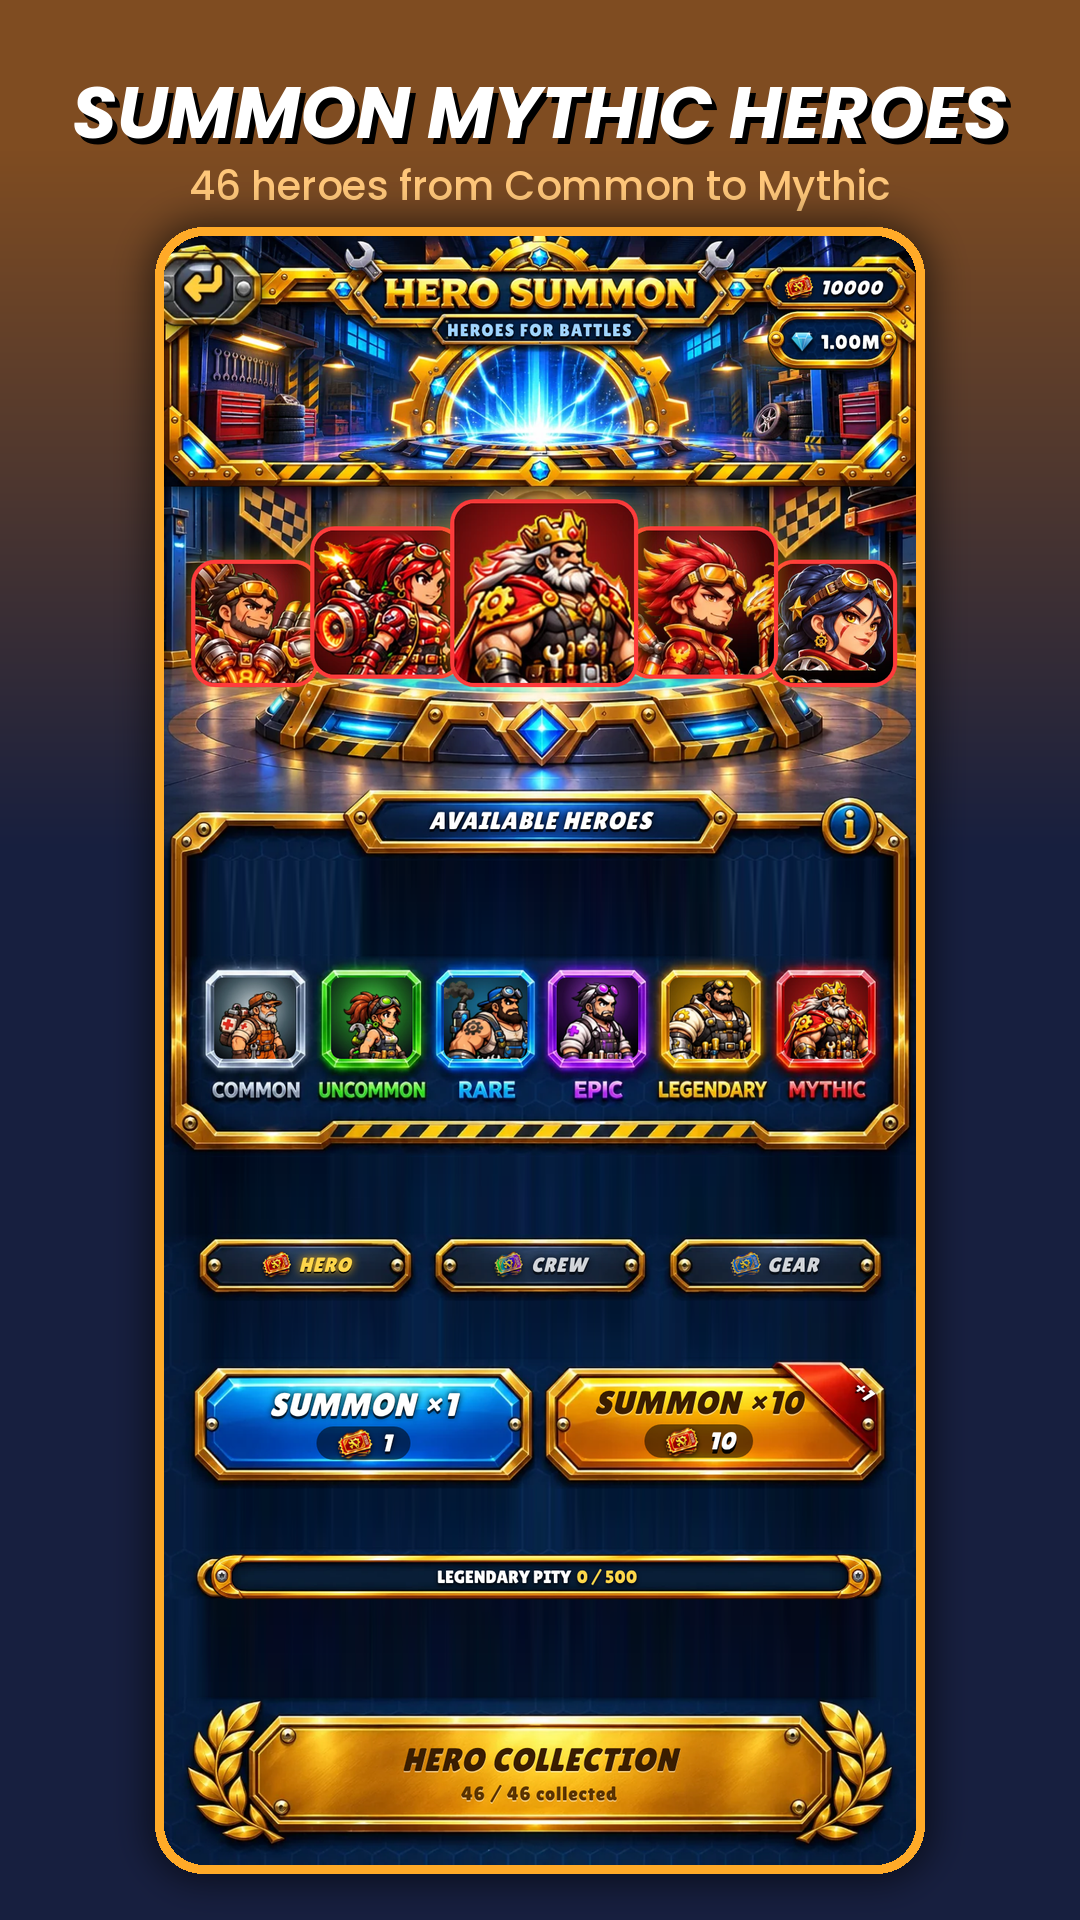 SUMMON MYTHIC HEROES
46 heroes from Common to Mythic
HERO SUMMON
10000
HEROES FOR BATTLES
1.00M
AVAILABLE HEROES
i
COMMON UNCOMMON RARE EPIC LEGENDARY MYTHIC
HERO CREW GEAR
SUMMON ×1
1
SUMMON ×10
10
×1
LEGENDARY PITY 0 / 500
HERO COLLECTION
46 / 46 collected